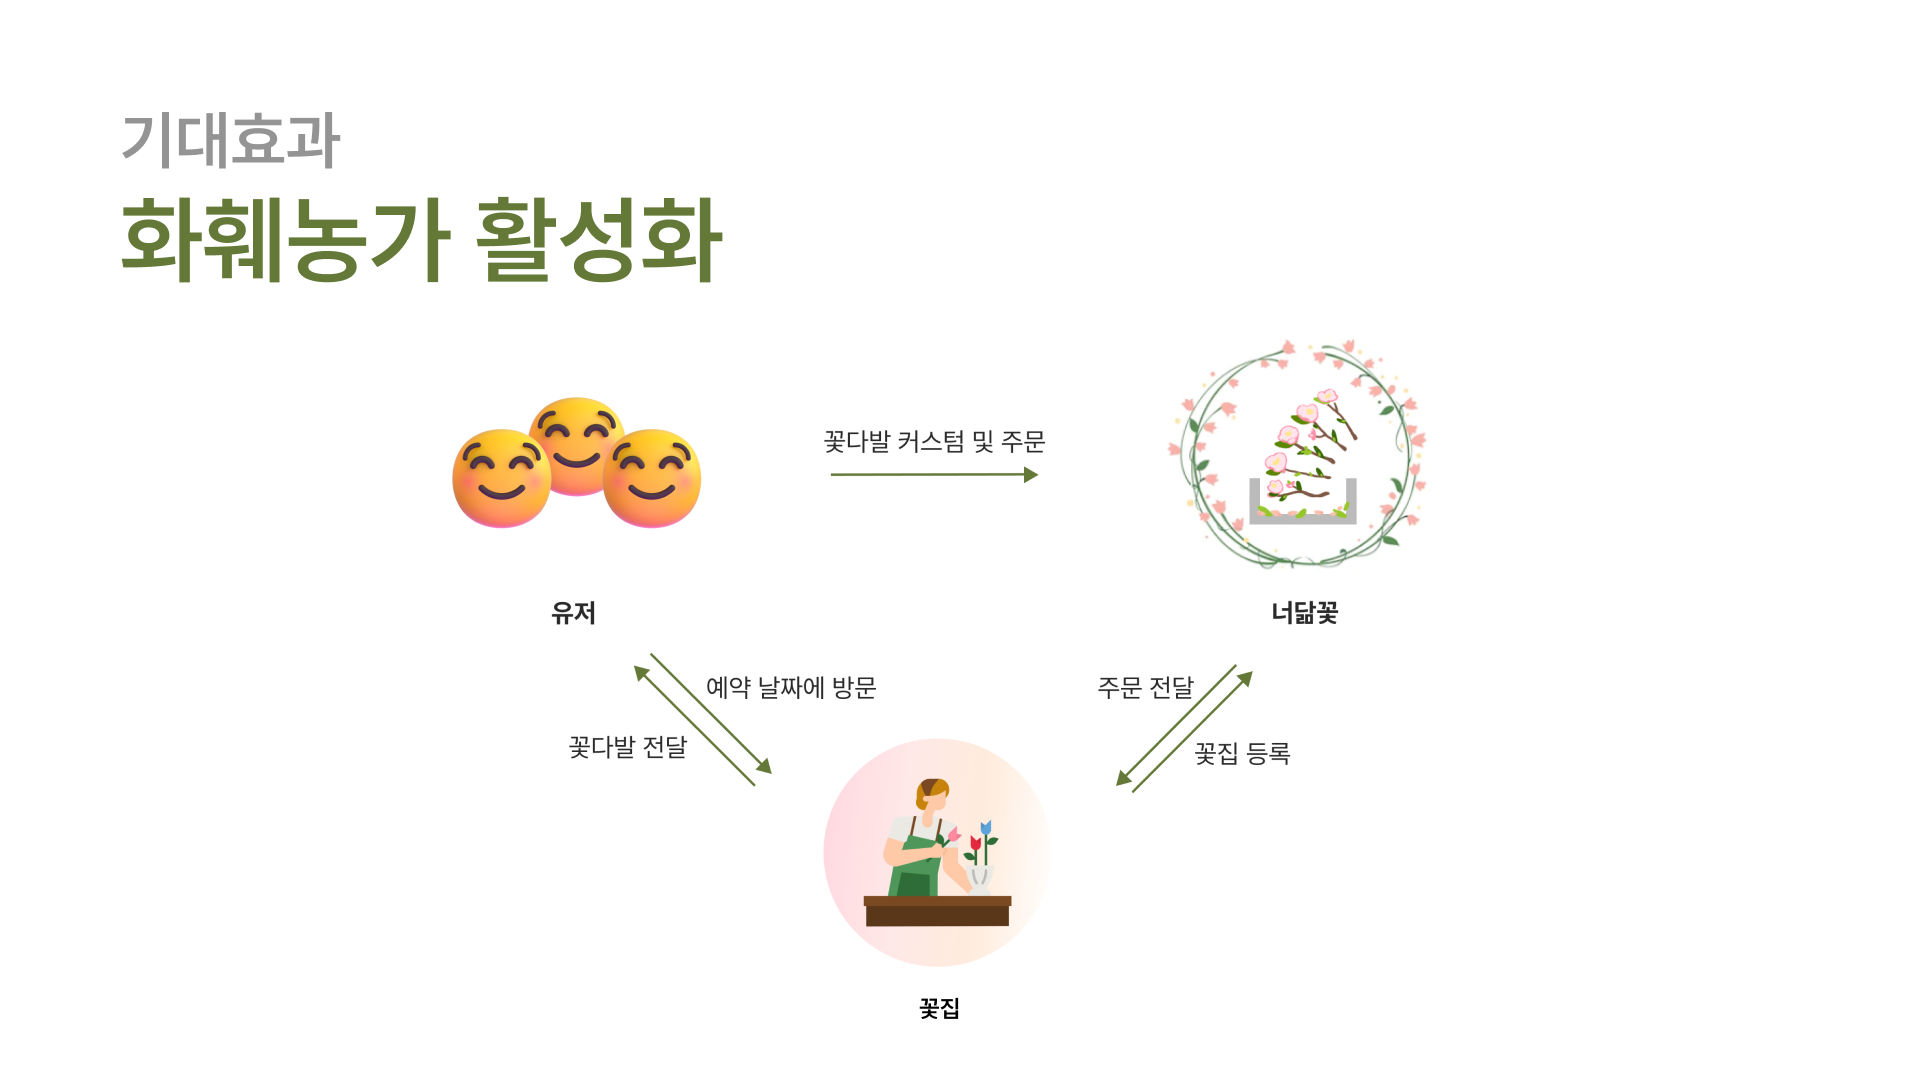 기대효과
화훼농가 활성화
꽃다발 커스텀 및 주문
유저
너닮꽃
예약 날짜에 방문
주문 전달
꽃다발 전달
꽃집 등록
꽃집